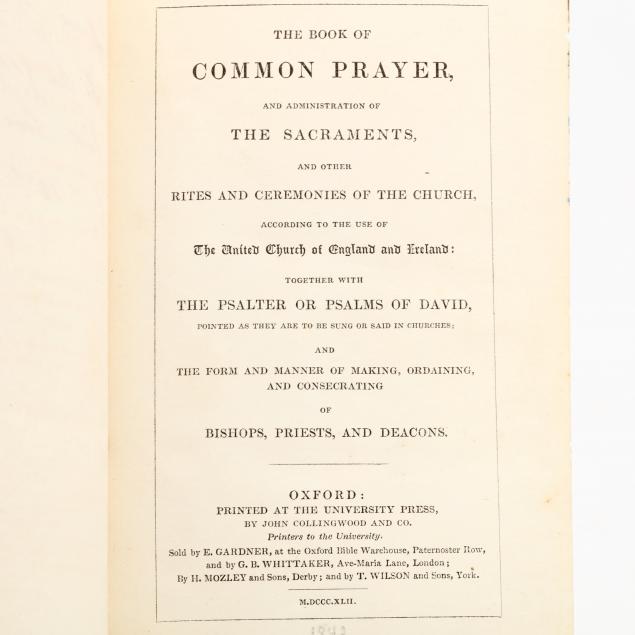 THE BOOK OF
COMMON PRAYER,
AND ADMINISTRATION OF
THE SACRAMENTS,
AND OTHER
RITES AND CEREMONIES OF THE CHURCH,
ACCORDING TO THE USE OF
The United Church of England and Ireland:
TOGETHER WITH
THE PSALTER OR PSALMS OF DAVID,
POINTED AS THEY ARE TO BE SUNG OR SAID IN CHURCHES;
AND
THE FORM AND MANNER OF MAKING, ORDAINING,
AND CONSECRATING
OF
BISHOPS, PRIESTS, AND DEACONS.
OXFORD:
PRINTED AT THE UNIVERSITY PRESS,
BY JOHN COLLINGWOOD AND CO.
Printers to the University.
Sold by E. GARDNER, at the Oxford Bible Warehouse, Paternoster Row,
and by G. B. WHITTAKER, Ave-Maria Lane, London;
By H. MOZLEY and Sons, Derby; and by T. WILSON and Sons, York.
M.DCCC.XLII.
1842